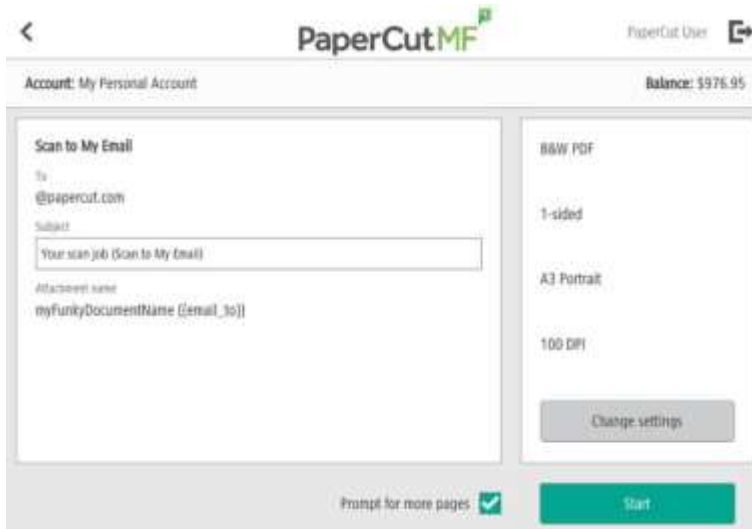 PaperCutMF
PaperCut User
Account: My Personal Account
Balance: $976.95
Scan to My Email
To
@papercut.com
Subject
Your scan job (Scan to My Email)
Attachment name
myFunkyDocumentName {{email_to}}
B&W PDF
1-sided
A3 Portrait
100 DPI
Change settings
Prompt for more pages
Start